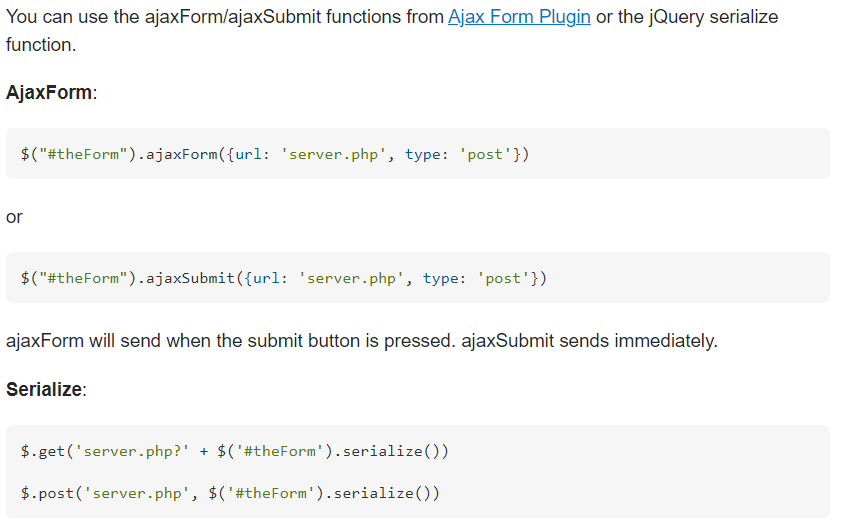 You can use the ajaxForm/ajaxSubmit functions from Ajax Form Plugin or the jQuery serialize
function.
AjaxForm:
$("#theForm").ajaxForm({url: 'server.php', type: 'post'})
or
$("#theForm").ajaxSubmit({url: 'server.php', type: 'post'})
ajaxForm will send when the submit button is pressed. ajaxSubmit sends immediately.
Serialize:
$.get('server.php?' + $('#theForm').serialize())
$.post('server.php', $('#theForm').serialize())